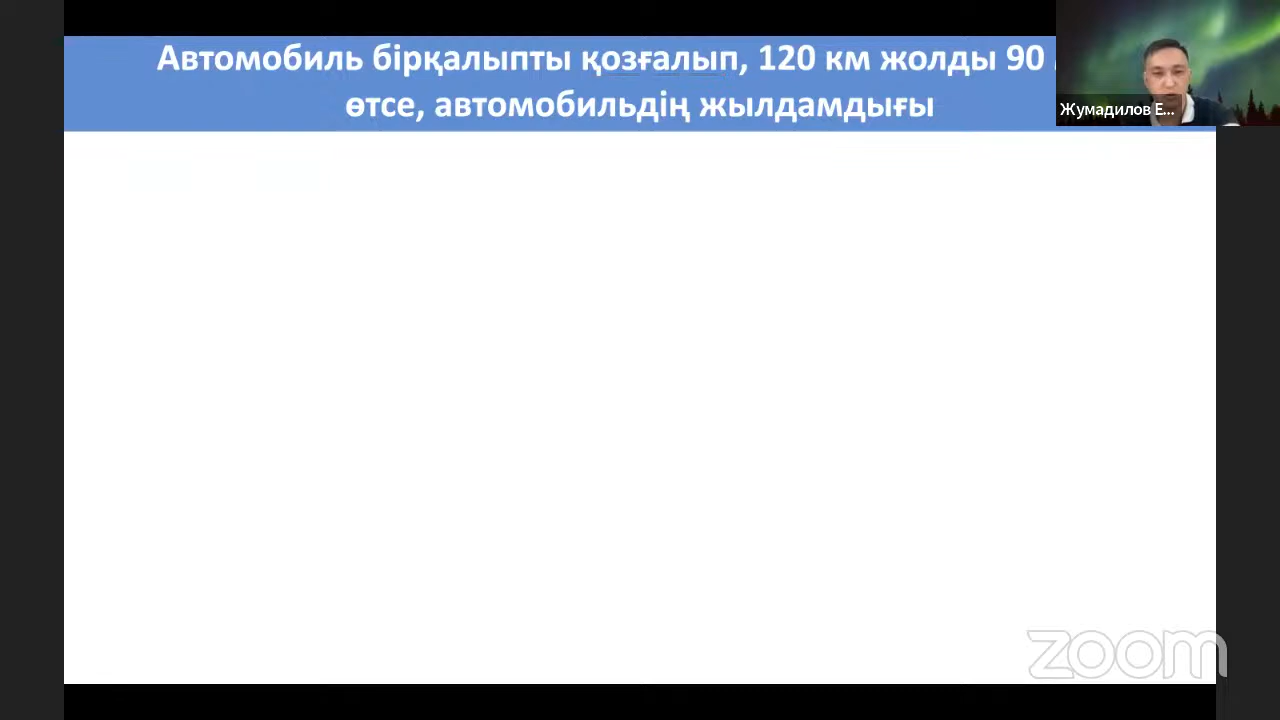 Автомобиль бірқалыпты қозғалып, 120 км жолды 90
өтсе, автомобильдің жылдамдығы
Жумадилов Е...
zoom